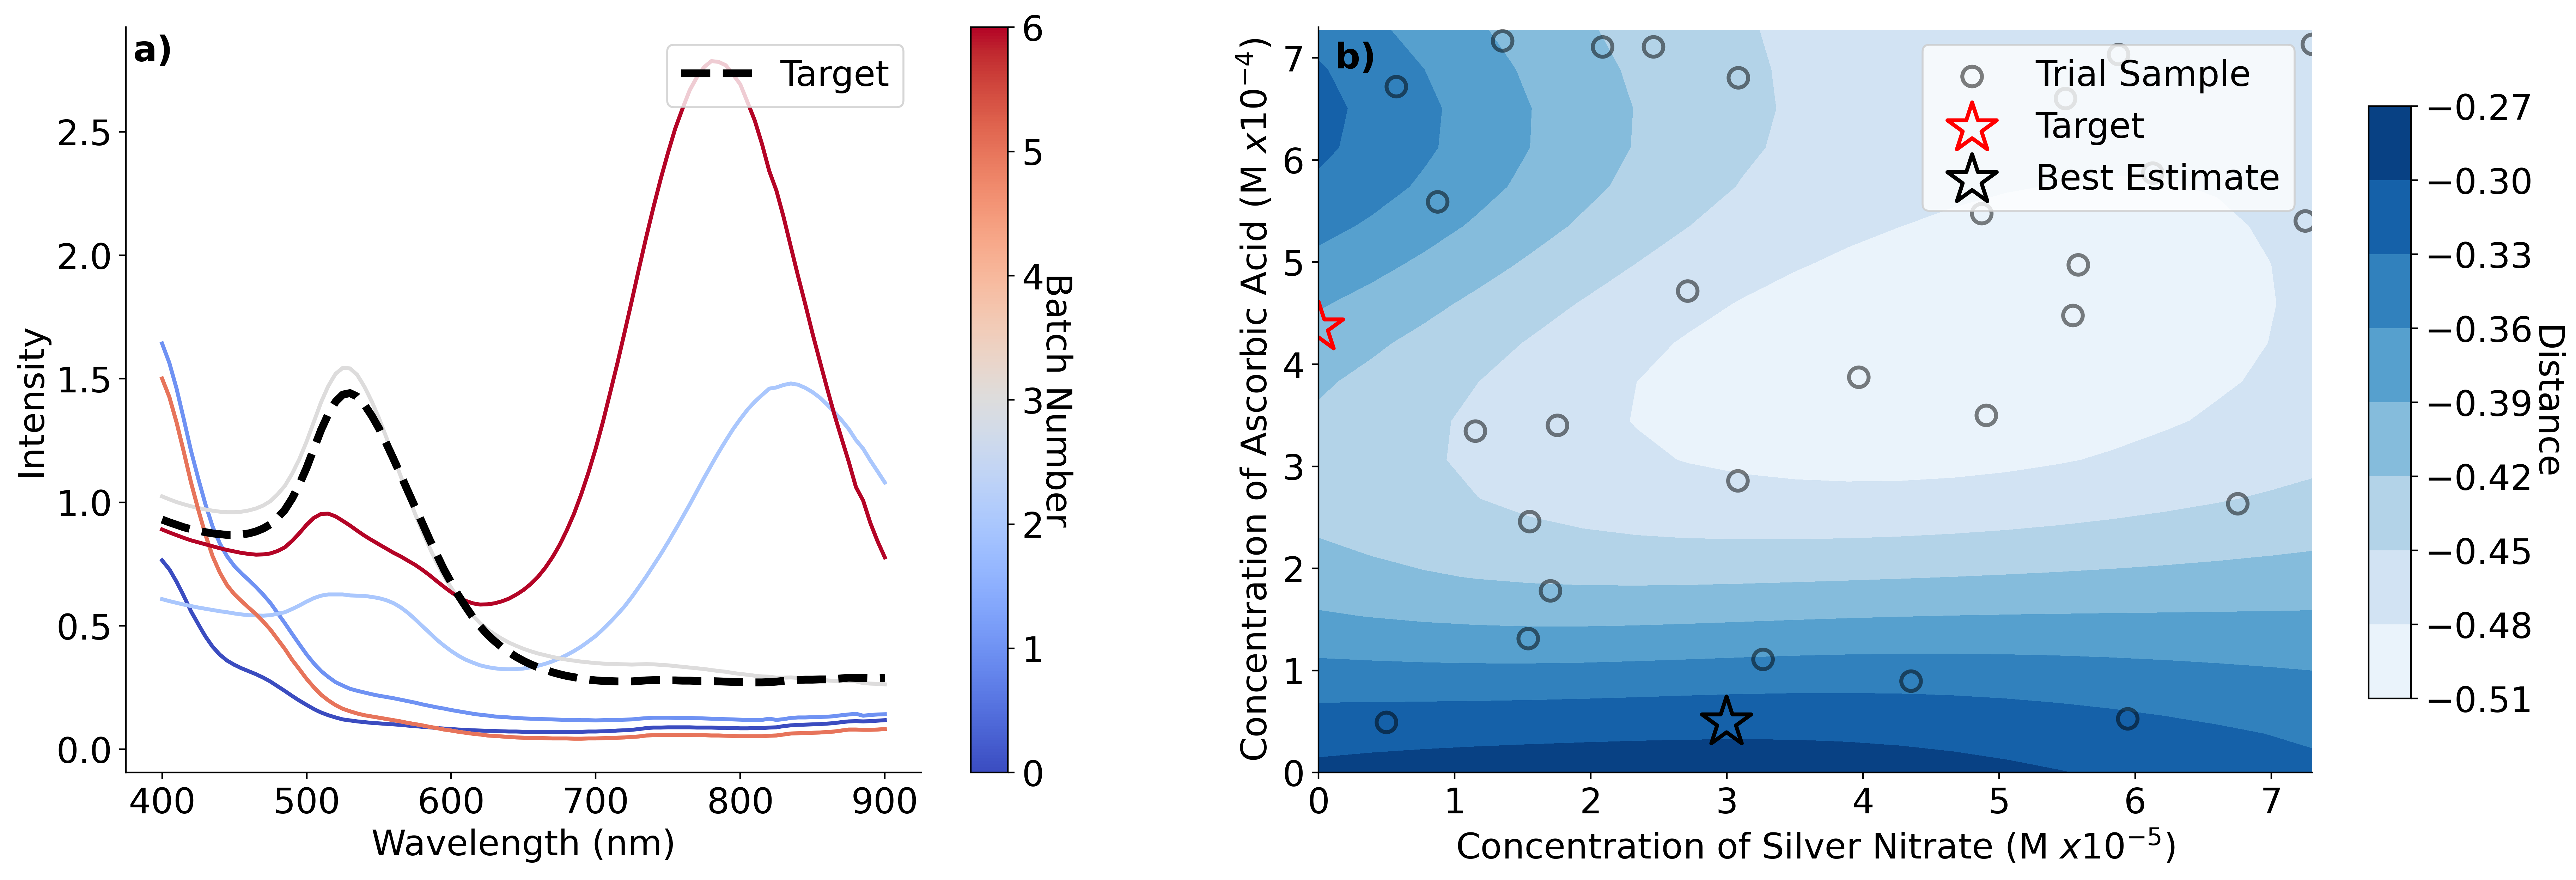 a)
Target
Intensity
2.5
2.0
1.5
1.0
0.5
0.0
400 500 600 700 800 900
Wavelength (nm)
6
5
4
3
2
1
0
Batch Number
b)
Trial Sample
Target
Best Estimate
Concentration of Ascorbic Acid (M x10⁻⁴)
7
6
5
4
3
2
1
0
0 1 2 3 4 5 6 7
Concentration of Silver Nitrate (M x10⁻⁵)
−0.27
−0.30
−0.33
−0.36
−0.39
−0.42
−0.45
−0.48
−0.51
Distance